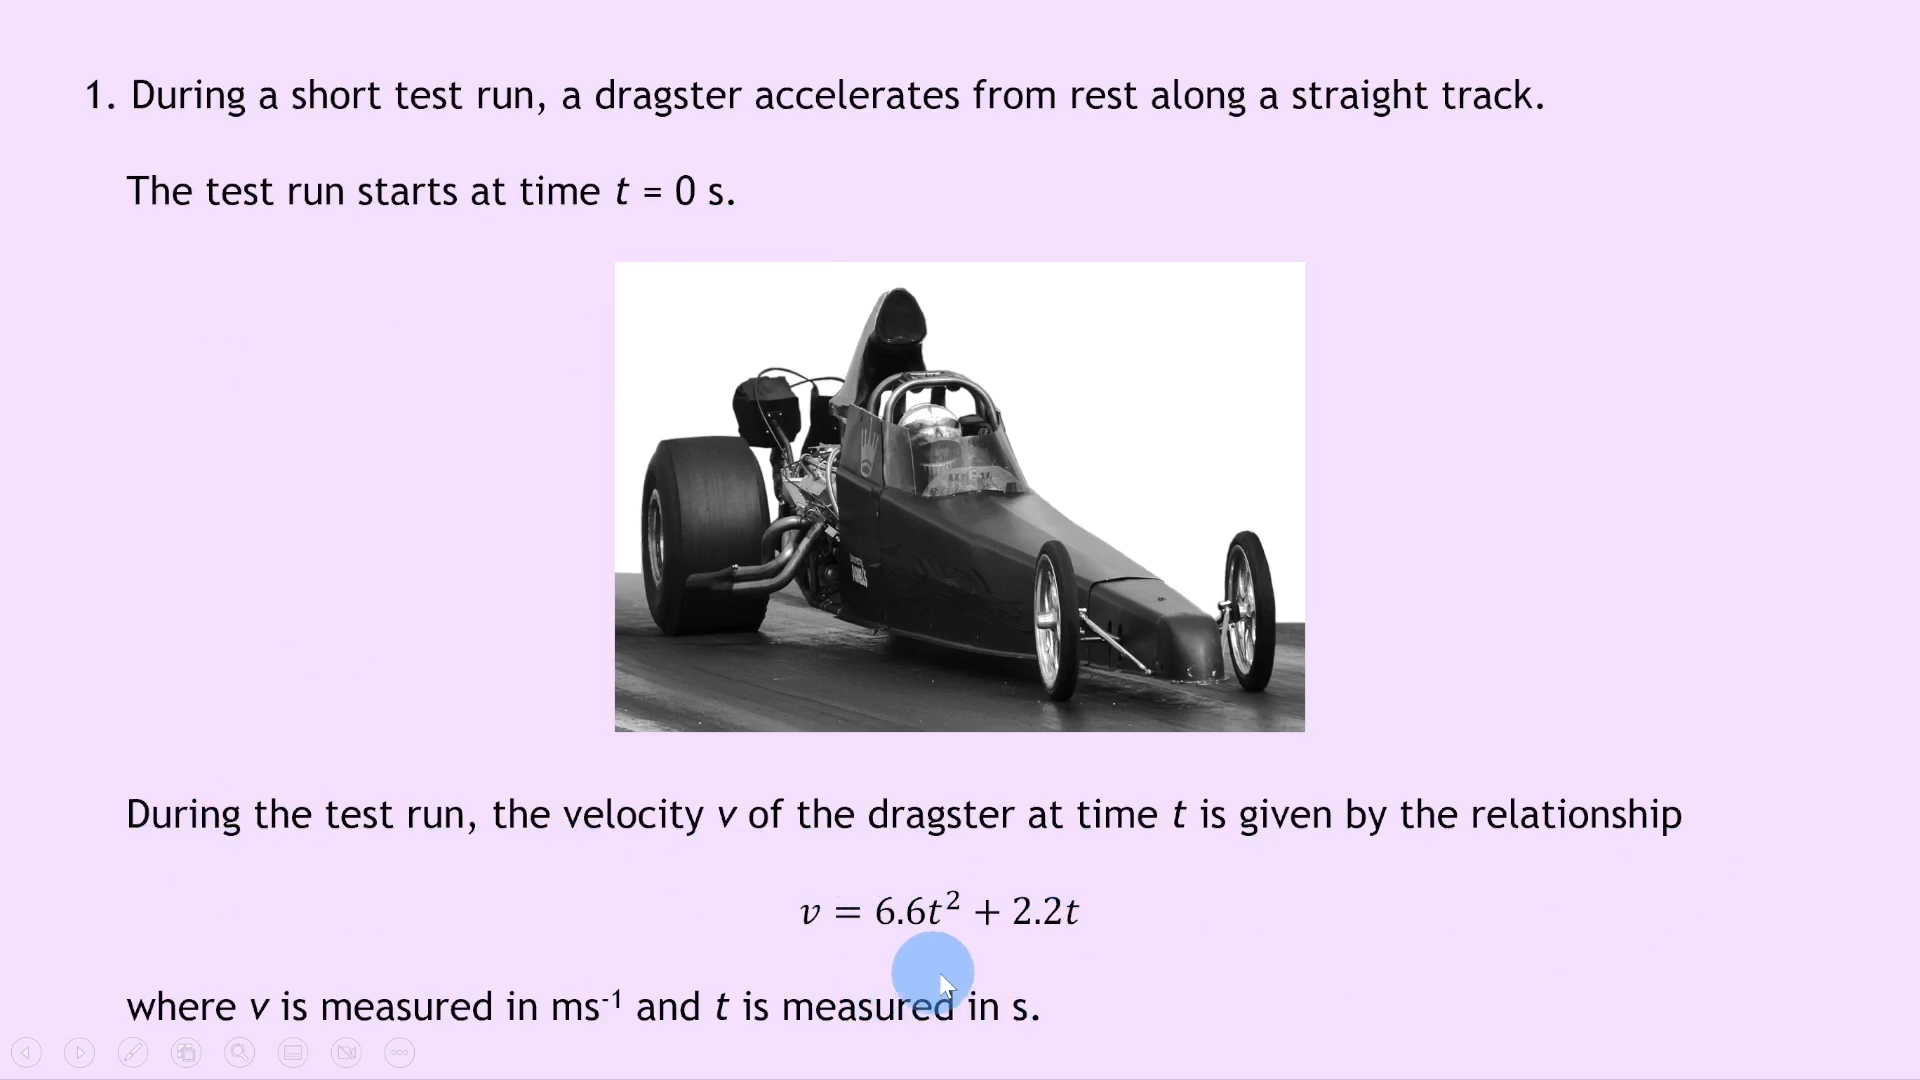 1. During a short test run, a dragster accelerates from rest along a straight track.
The test run starts at time t = 0 s.
During the test run, the velocity v of the dragster at time t is given by the relationship
v = 6.6t² + 2.2t
where v is measured in ms⁻¹ and t is measured in s.